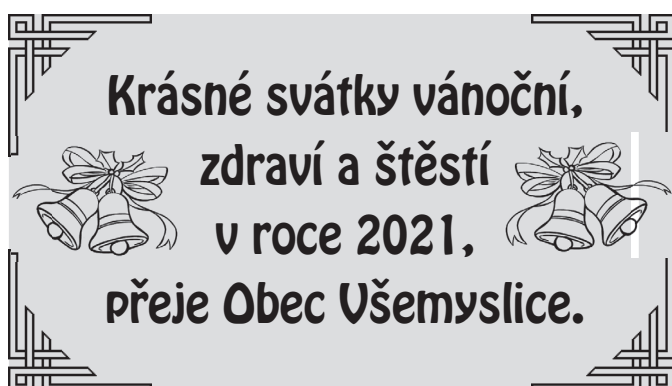 Krásné svátky vánoční,
zdraví a štěstí
v roce 2021,
přeje Obec Všemyslice.